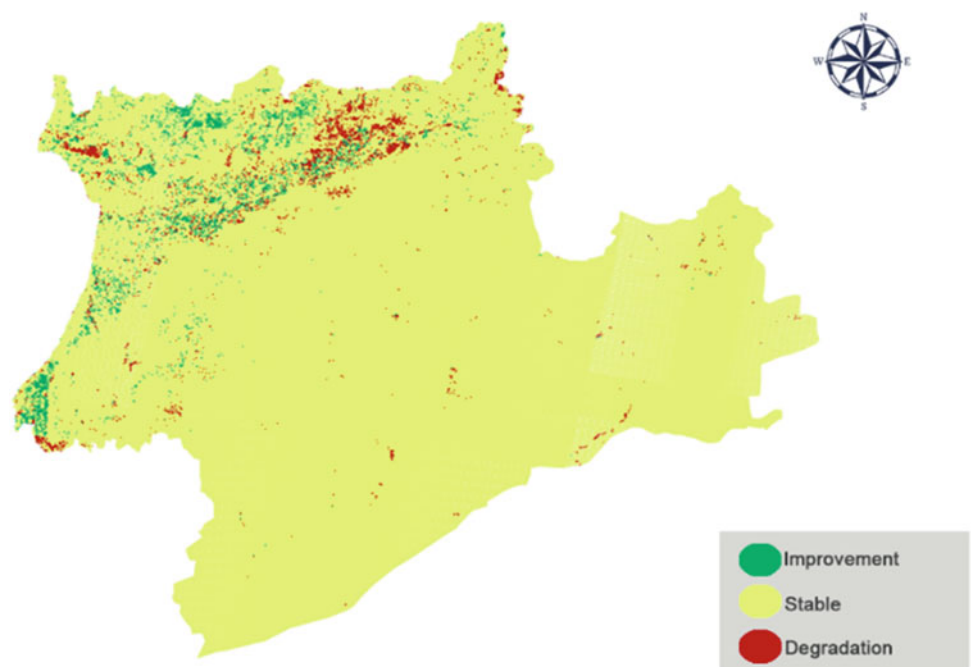 N
W E
S
Improvement
Stable
Degradation